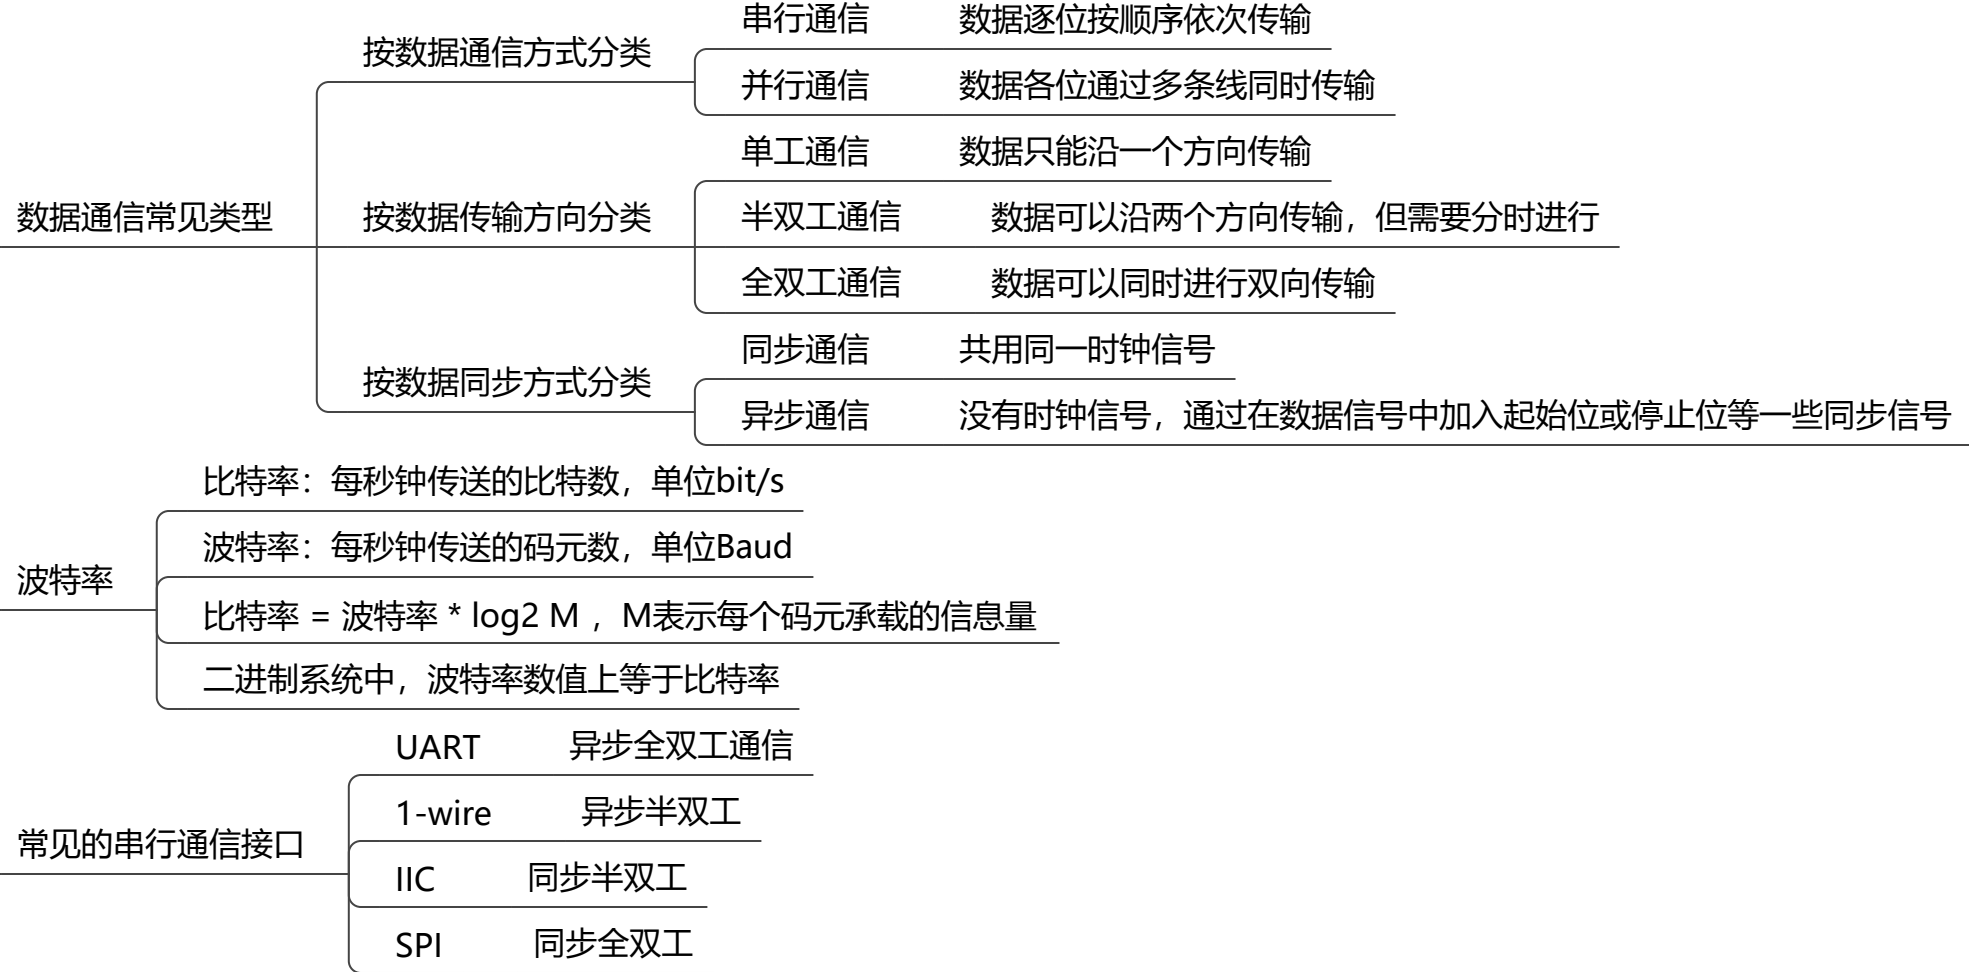 串行通信 数据逐位按顺序依次传输
按数据通信方式分类
并行通信 数据各位通过多条线同时传输
单工通信 数据只能沿一个方向传输
数据通信常见类型 按数据传输方向分类 半双工通信 数据可以沿两个方向传输，但需要分时进行
全双工通信 数据可以同时进行双向传输
同步通信 共用同一时钟信号
按数据同步方式分类
异步通信 没有时钟信号，通过在数据信号中加入起始位或停止位等一些同步信号
比特率：每秒钟传送的比特数，单位bit/s
波特率：每秒钟传送的码元数，单位Baud
波特率
比特率 = 波特率 * log2 M ，M表示每个码元承载的信息量
二进制系统中，波特率数值上等于比特率
UART 异步全双工通信
1-wire 异步半双工
常见的串行通信接口
IIC 同步半双工
SPI 同步全双工